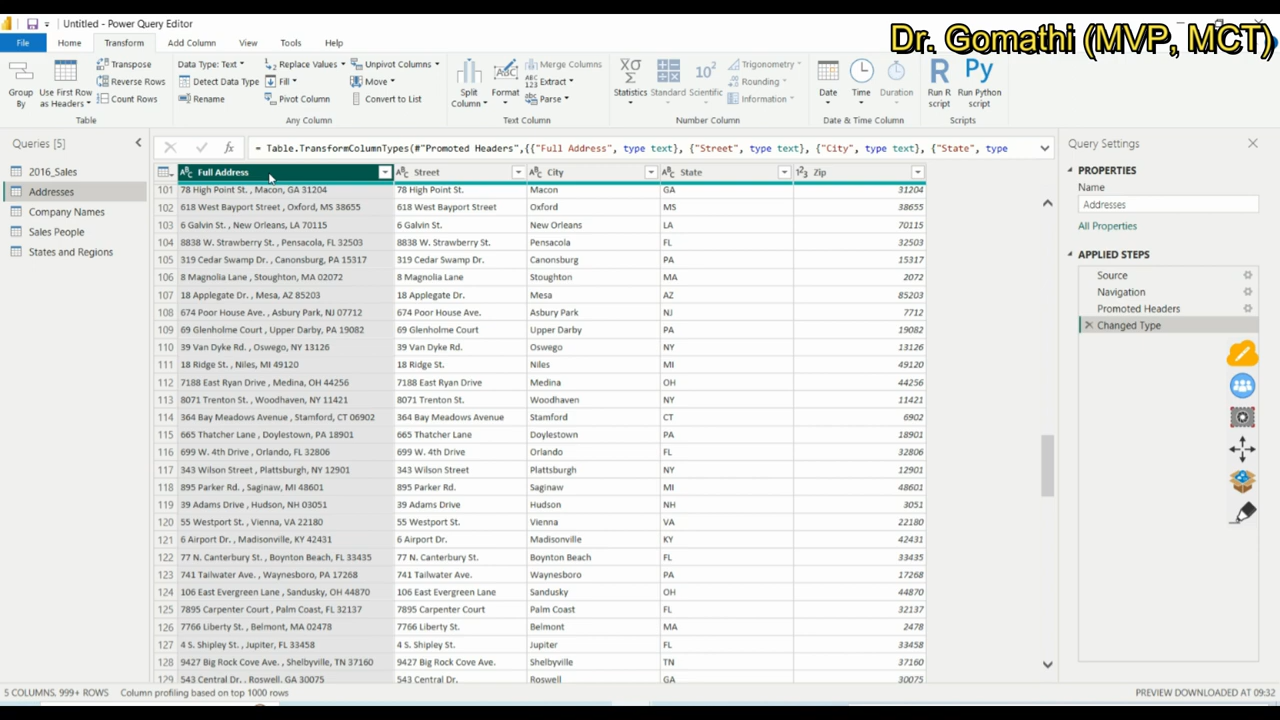 Untitled - Power Query Editor
Dr. Gomathi (MVP, MCT)
File Home Transform Add Column View Tools Help
Group By
Use First Row as Headers
Transpose
Reverse Rows
Count Rows
Table
Data Type: Text
Detect Data Type
Rename
Replace Values
Fill
Pivot Column
Unpivot Columns
Move
Convert to List
Any Column
Split Column
Format
ABC
Merge Columns
Extract
Parse
Text Column
Statistics
Standard
Scientific
Trigonometry
Rounding
Information
Number Column
Date
Time
Duration
Date & Time Column
Run R script
Run Python script
Scripts
Queries [5]
2016_Sales
Addresses
Company Names
Sales People
States and Regions
fx
= Table.TransformColumnTypes(#"Promoted Headers",{{"Full Address", type text}, {"Street", type text}, {"City", type text}, {"State", type
Full Address Street City State Zip
101 78 High Point St. , Macon, GA 31204 78 High Point St. Macon GA 31204
102 618 West Bayport Street , Oxford, MS 38655 618 West Bayport Street Oxford MS 38655
103 6 Galvin St. , New Orleans, LA 70115 6 Galvin St. New Orleans LA 70115
104 8838 W. Strawberry St. , Pensacola, FL 32503 8838 W. Strawberry St. Pensacola FL 32503
105 319 Cedar Swamp Dr. , Canonsburg, PA 15317 319 Cedar Swamp Dr. Canonsburg PA 15317
106 8 Magnolia Lane , Stoughton, MA 02072 8 Magnolia Lane Stoughton MA 2072
107 18 Applegate Dr. , Mesa, AZ 85203 18 Applegate Dr. Mesa AZ 85203
108 674 Poor House Ave. , Asbury Park, NJ 07712 674 Poor House Ave. Asbury Park NJ 7712
109 69 Glenholme Court , Upper Darby, PA 19082 69 Glenholme Court Upper Darby PA 19082
110 39 Van Dyke Rd. , Oswego, NY 13126 39 Van Dyke Rd. Oswego NY 13126
111 18 Ridge St. , Niles, MI 49120 18 Ridge St. Niles MI 49120
112 7188 East Ryan Drive , Medina, OH 44256 7188 East Ryan Drive Medina OH 44256
113 8071 Trenton St. , Woodhaven, NY 11421 8071 Trenton St. Woodhaven NY 11421
114 364 Bay Meadows Avenue , Stamford, CT 06902 364 Bay Meadows Avenue Stamford CT 6902
115 665 Thatcher Lane , Doylestown, PA 18901 665 Thatcher Lane Doylestown PA 18901
116 699 W. 4th Drive , Orlando, FL 32806 699 W. 4th Drive Orlando FL 32806
117 343 Wilson Street , Plattsburgh, NY 12901 343 Wilson Street Plattsburgh NY 12901
118 895 Parker Rd. , Saginaw, MI 48601 895 Parker Rd. Saginaw MI 48601
119 39 Adams Drive , Hudson, NH 03051 39 Adams Drive Hudson NH 3051
120 55 Westport St. , Vienna, VA 22180 55 Westport St. Vienna VA 22180
121 6 Airport Dr. , Madisonville, KY 42431 6 Airport Dr. Madisonville KY 42431
122 77 N. Canterbury St. , Boynton Beach, FL 33435 77 N. Canterbury St. Boynton Beach FL 33435
123 741 Tailwater Ave. , Waynesboro, PA 17268 741 Tailwater Ave. Waynesboro PA 17268
124 106 East Evergreen Lane , Sandusky, OH 44870 106 East Evergreen Lane Sandusky OH 44870
125 7895 Carpenter Court , Palm Coast, FL 32137 7895 Carpenter Court Palm Coast FL 32137
126 7766 Liberty St. , Belmont, MA 02478 7766 Liberty St. Belmont MA 2478
127 4 S. Shipley St. , Jupiter, FL 33458 4 S. Shipley St. Jupiter FL 33458
128 9427 Big Rock Cove Ave. , Shelbyville, TN 37160 9427 Big Rock Cove Ave. Shelbyville TN 37160
129 543 Central Dr. , Roswell, GA 30075 543 Central Dr. Roswell GA 30075
Query Settings
PROPERTIES
Name
Addresses
All Properties
APPLIED STEPS
Source
Navigation
Promoted Headers
Changed Type
5 COLUMNS, 999+ ROWS Column profiling based on top 1000 rows
PREVIEW DOWNLOADED AT 09:32